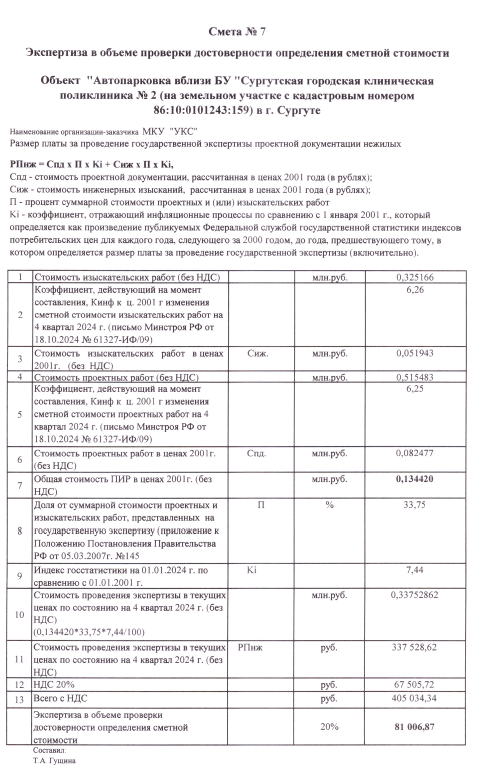 Смета № 7
Экспертиза в объеме проверки достоверности определения сметной стоимости
Объект "Автопарковка вблизи БУ "Сургутская городская клиническая
поликлиника № 2 (на земельном участке с кадастровым номером
86:10:0101243:159) в г. Сургуте
Наименование организации-заказчика МКУ "УКС"
Размер платы за проведение государственной экспертизы проектной документации нежилых
РПнж = Спд x П x Ki + Сиж x П x Ki,
Спд - стоимость проектной документации, рассчитанная в ценах 2001 года (в рублях);
Сиж - стоимость инженерных изысканий, рассчитанная в ценах 2001 года (в рублях);
П - процент суммарной стоимости проектных и (или) изыскательских работ
Ki - коэффициент, отражающий инфляционные процессы по сравнению с 1 января 2001 г., который
определяется как произведение публикуемых Федеральной службой государственной статистики индексов
потребительских цен для каждого года, следующего за 2000 годом, до года, предшествующего тому, в
котором определяется размер платы за проведение государственной экспертизы (включительно).
1 Стоимость изыскательских работ (без НДС) млн.руб. 0,325166
2 Коэффициент, действующий на момент 6,26
составления, Кинф к ц. 2001 г изменения
сметной стоимости изыскательских работ на
4 квартал 2024 г. (письмо Минстроя РФ от
18.10.2024 № 61327-ИФ/09)
3 Стоимость изыскательских работ в ценах Сиж. млн.руб. 0,051943
2001г. (без НДС)
4 Стоимость проектных работ (без НДС) млн.руб. 0,515483
5 Коэффициент, действующий на момент 6,25
составления, Кинф к ц. 2001 г изменения
сметной стоимости проектных работ на 4
квартал 2024 г. (письмо Минстроя РФ от
18.10.2024 № 61327-ИФ/09)
6 Стоимость проектных работ в ценах 2001г. Спд. млн.руб. 0,082477
(без НДС)
7 Общая стоимость ПИР в ценах 2001г. (без млн.руб. 0,134420
НДС)
8 Доля от суммарной стоимости проектных и П % 33,75
изыскательских работ, представленных на
государственную экспертизу (приложение к
Положению Постановления Правительства
РФ от 05.03.2007г. №145
9 Индекс госстатистики на 01.01.2024 г. по Ki 7,44
сравнению с 01.01.2001 г.
10 Стоимость проведения экспертизы в текущих млн.руб. 0,33752862
ценах по состоянию на 4 квартал 2024 г. (без
НДС)
(0,134420*33,75*7,44/100)
11 Стоимость проведения экспертизы в текущих РПнж руб. 337 528,62
ценах по состоянию на 4 квартал 2024 г. (без
НДС)
12 НДС 20% руб. 67 505,72
13 Всего с НДС руб. 405 034,34
Экспертиза в объеме проверки 20% 81 006,87
достоверности определения сметной
стоимости
Составил:
Т.А. Гущина